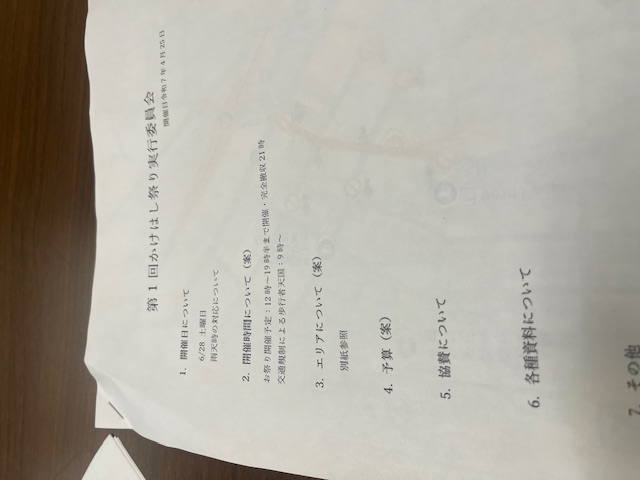 第1回かけはし祭り実行委員会
開催日令和7年4月25日
1. 開催日について
6/28 土曜日
雨天時の対応について
2. 開催時間について（案）
お祭り開催予定：12時～19時半まで開催・完全撤収21時
交通規制による歩行者天国：9時～
3. エリアについて（案）
別紙参照
4. 予算（案）
5. 協賛について
6. 各種資料について
7. その他